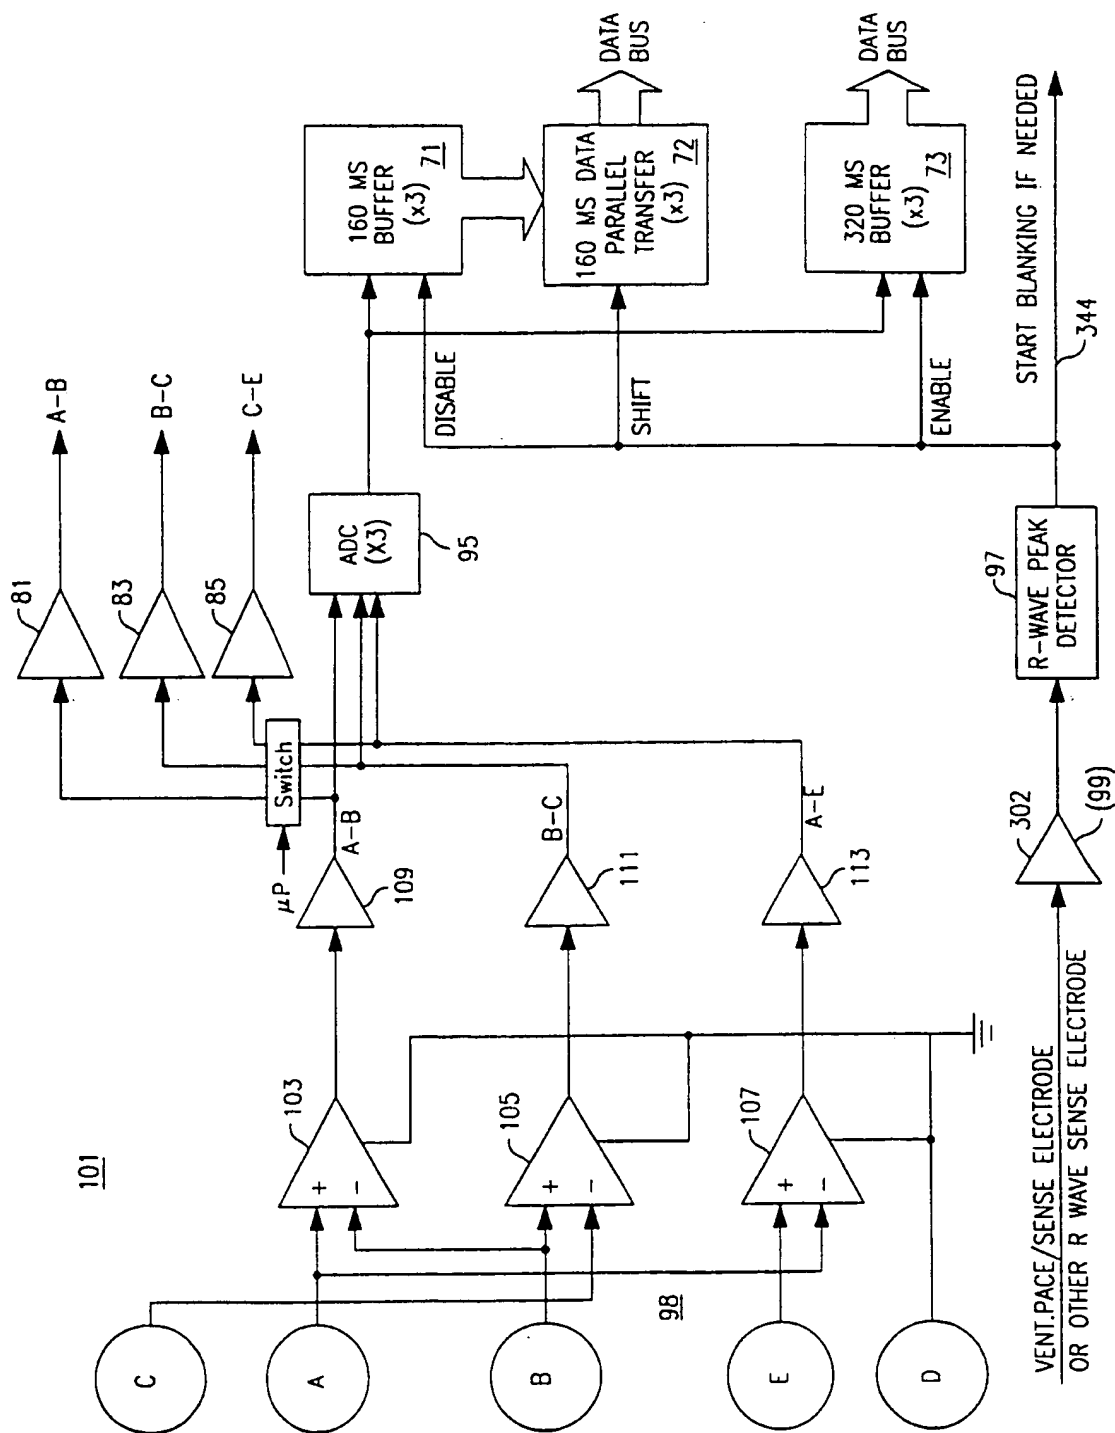 101
C
A
B
E
D
98
+
−
103
+
−
105
+
−
107
109
111
113
µP
Switch
A-B
B-C
A-E
81
83
85
A-B
B-C
C-E
ADC
(X3)
95
DISABLE
SHIFT
ENABLE
160 MS
BUFFER
(x3)
71
160 MS DATA
PARALLEL
TRANSFER
(x3)
72
320 MS
BUFFER
(x3)
73
DATA
BUS
DATA
BUS
VENT.PACE/SENSE ELECTRODE
OR OTHER R WAVE SENSE ELECTRODE
302
(99)
R-WAVE PEAK
DETECTOR
97
START BLANKING IF NEEDED
344